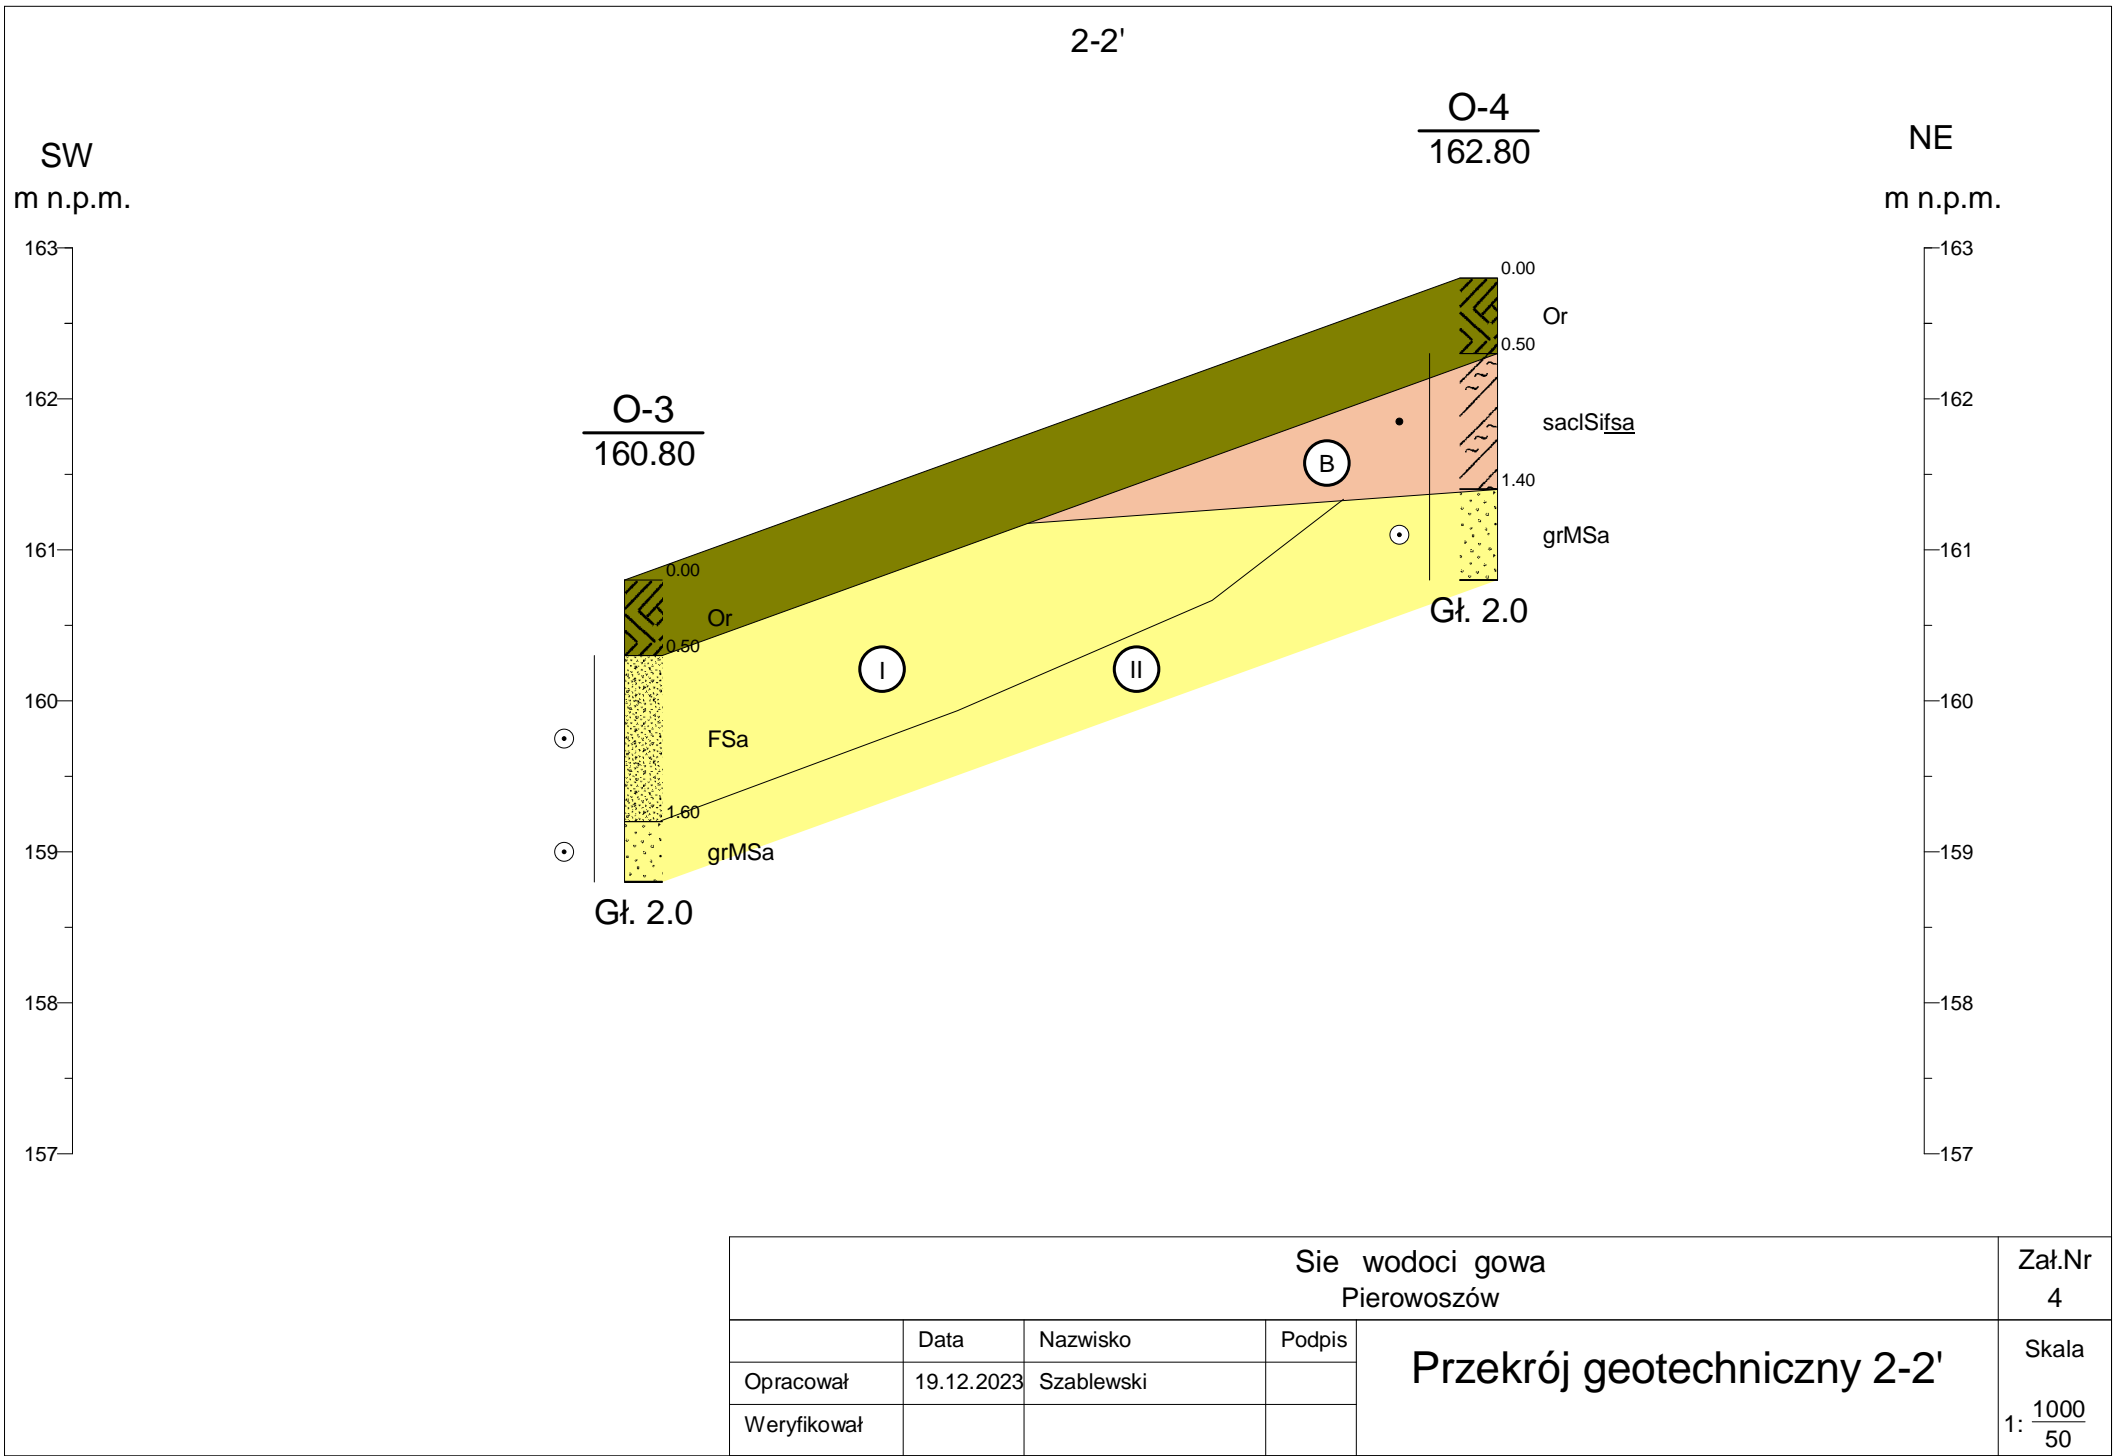 2-2'
O-4
162.80
SW
NE
m n.p.m.
m n.p.m.
163
163
0.00
Or
0.50
162
162
O-3
160.80
saclSifsa
B
1.40
grMSa
161
161
0.00
Or
0.50
Gł. 2.0
I
II
160
160
FSa
1.60
grMSa
159
159
Gł. 2.0
158
158
157
157
Sie wodoci gowa
Pierowoszów
Zał.Nr
4
Data Nazwisko Podpis
Opracował 19.12.2023 Szablewski
Weryfikował
Przekrój geotechniczny 2-2'
Skala
1: 1000
50